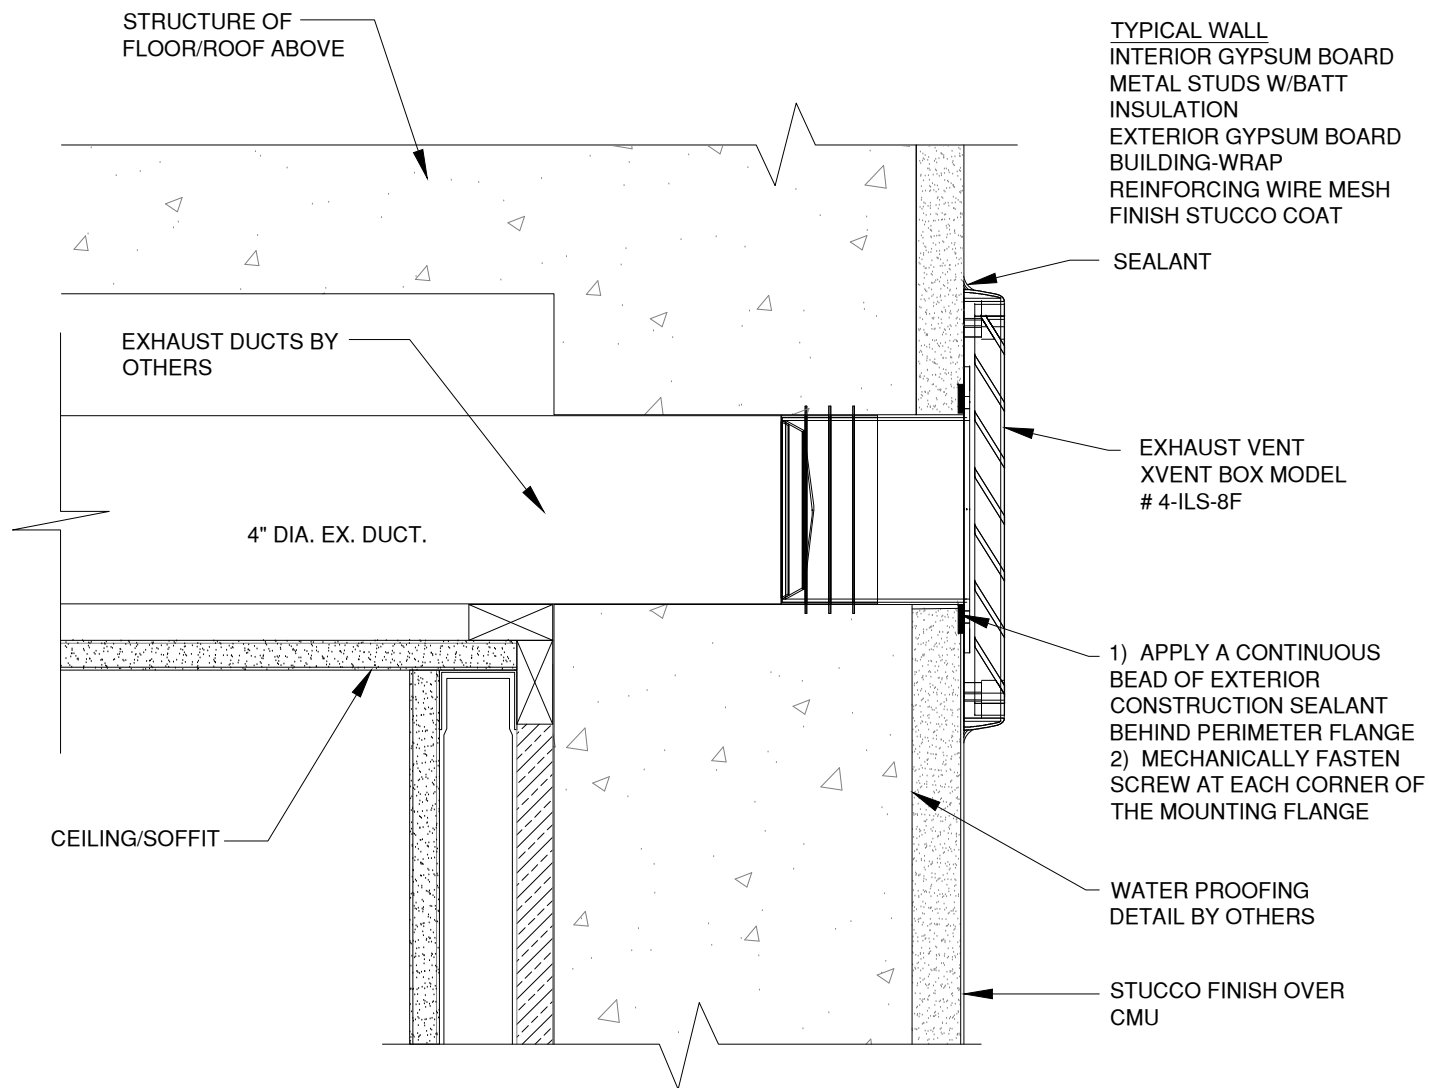 STRUCTURE OF
FLOOR/ROOF ABOVE
TYPICAL WALL
INTERIOR GYPSUM BOARD
METAL STUDS W/BATT
INSULATION
EXTERIOR GYPSUM BOARD
BUILDING-WRAP
REINFORCING WIRE MESH
FINISH STUCCO COAT
SEALANT
EXHAUST DUCTS BY
OTHERS
EXHAUST VENT
XVENT BOX MODEL
# 4-ILS-8F
4" DIA. EX. DUCT.
1) APPLY A CONTINUOUS
BEAD OF EXTERIOR
CONSTRUCTION SEALANT
BEHIND PERIMETER FLANGE
2) MECHANICALLY FASTEN
SCREW AT EACH CORNER OF
THE MOUNTING FLANGE
CEILING/SOFFIT
WATER PROOFING
DETAIL BY OTHERS
STUCCO FINISH OVER
CMU